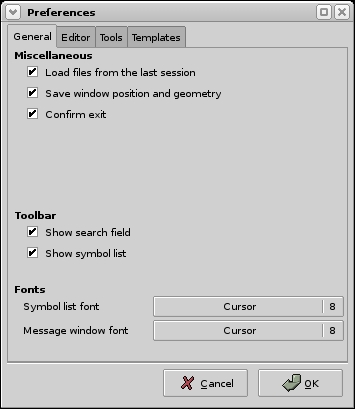 Preferences
General Editor Tools Templates
Miscellaneous
Load files from the last session
Save window position and geometry
Confirm exit
Toolbar
Show search field
Show symbol list
Fonts
Symbol list font Cursor 8
Message window font Cursor 8
Cancel OK